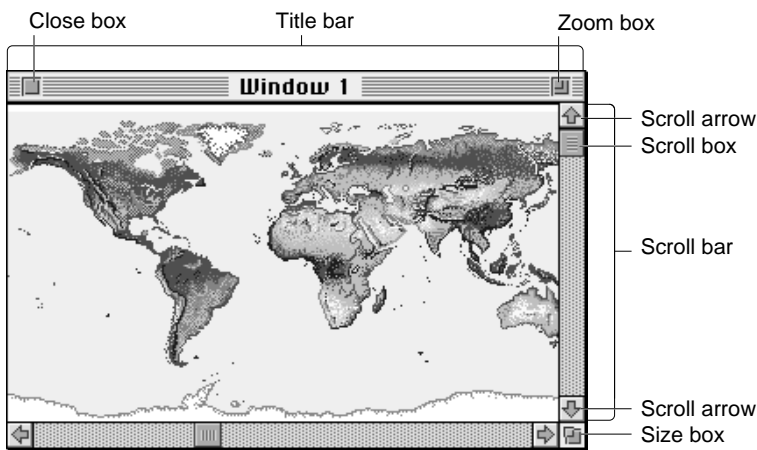 Close box
Title bar
Zoom box
Window 1
Scroll arrow
Scroll box
Scroll bar
Scroll arrow
Size box